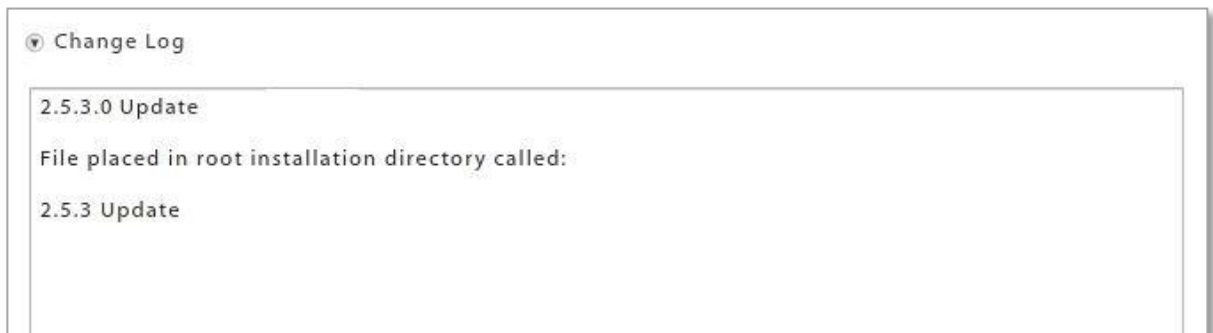 Change Log
2.5.3.0 Update
File placed in root installation directory called:
2.5.3 Update